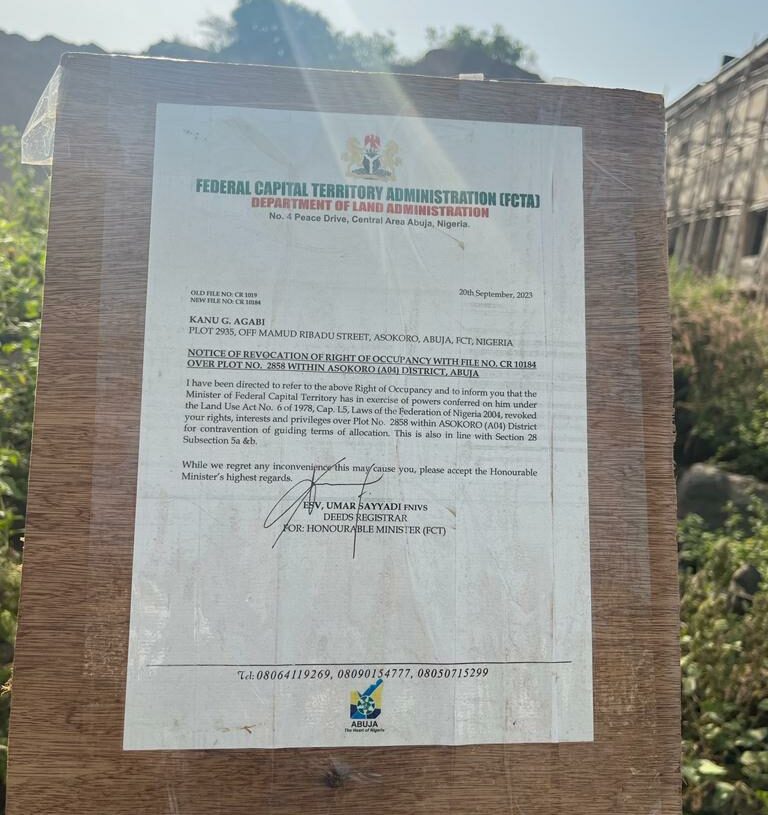 FEDERAL CAPITAL TERRITORY ADMINISTRATION (FCTA)
DEPARTMENT OF LAND ADMINISTRATION
No. 4 Peace Drive, Central Area Abuja, Nigeria.
OLD FILE NO: CR 1019
NEW FILE NO: CR 10184
20th September, 2023
KANU G. AGABI
PLOT 2935, OFF MAMUD RIBADU STREET, ASOKORO, ABUJA, FCT, NIGERIA
NOTICE OF REVOCATION OF RIGHT OF OCCUPANCY WITH FILE NO. CR 10184
OVER PLOT NO. 2858 WITHIN ASOKORO (A04) DISTRICT, ABUJA
I have been directed to refer to the above Right of Occupancy and to inform you that the
Minister of Federal Capital Territory has in exercise of powers conferred on him under
the Land Use Act No. 6 of 1978, Cap. L5, Laws of the Federation of Nigeria 2004, revoked
your rights, interests and privileges over Plot No. 2858 within ASOKORO (A04) District
for contravention of guiding terms of allocation. This is also in line with Section 28
Subsection 5a &b.
While we regret any inconvenience this may cause you, please accept the Honourable
Minister's highest regards.
ESV, UMAR SAYYADI FNIVS
DEEDS REGISTRAR
FOR: HONOURABLE MINISTER (FCT)
Tel: 08064119269, 08090154777, 08050715299
ABUJA
The Heart of Nigeria